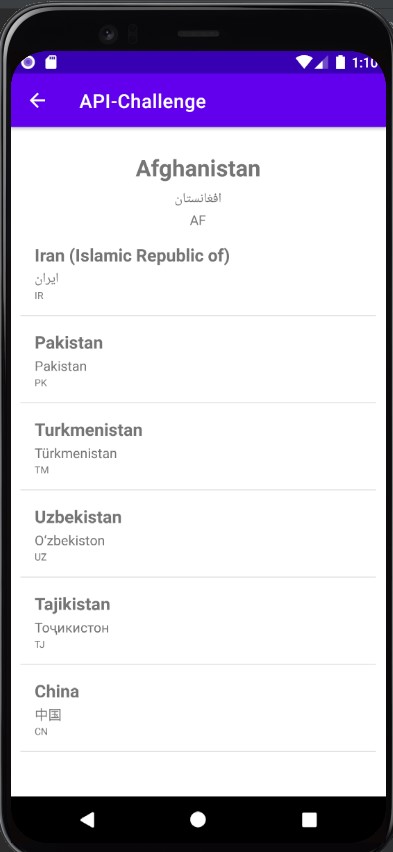 1:10
API-Challenge
Afghanistan
افغانستان
AF
Iran (Islamic Republic of)
ایران
IR
Pakistan
Pakistan
PK
Turkmenistan
Türkmenistan
TM
Uzbekistan
O‘zbekiston
UZ
Tajikistan
Тоҷикистон
TJ
China
中国
CN